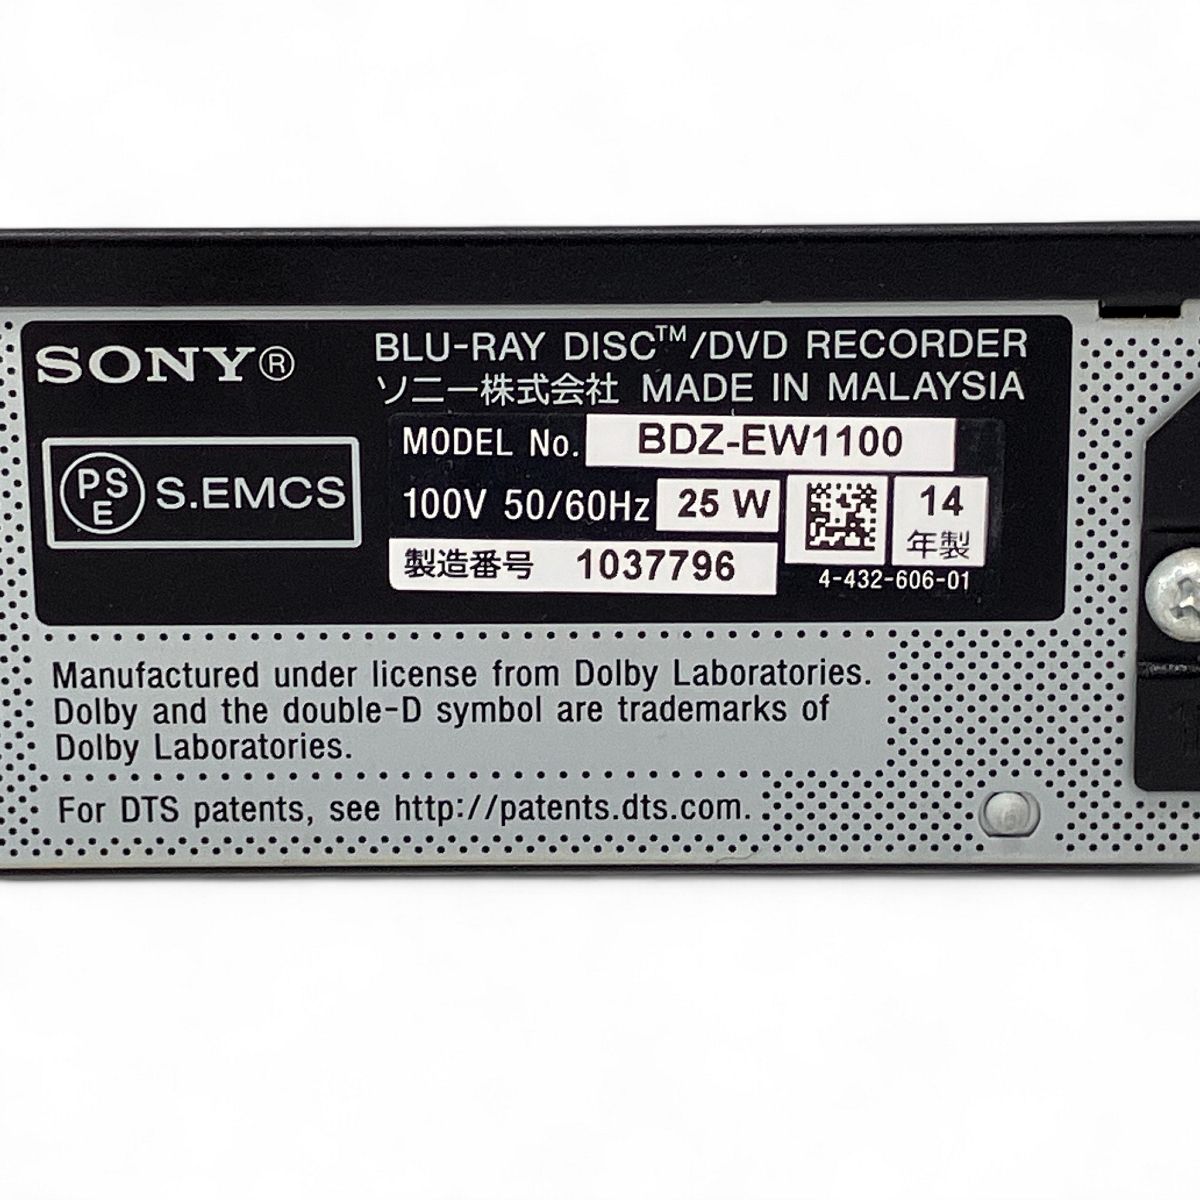 SONY®
BLU-RAY DISC™/DVD RECORDER
ソニー株式会社 MADE IN MALAYSIA
PSE S.EMCS
MODEL No. BDZ-EW1100
100V 50/60Hz 25 W
14
年製
製造番号 1037796
4-432-606-01
Manufactured under license from Dolby Laboratories.
Dolby and the double-D symbol are trademarks of
Dolby Laboratories.
For DTS patents, see http://patents.dts.com.